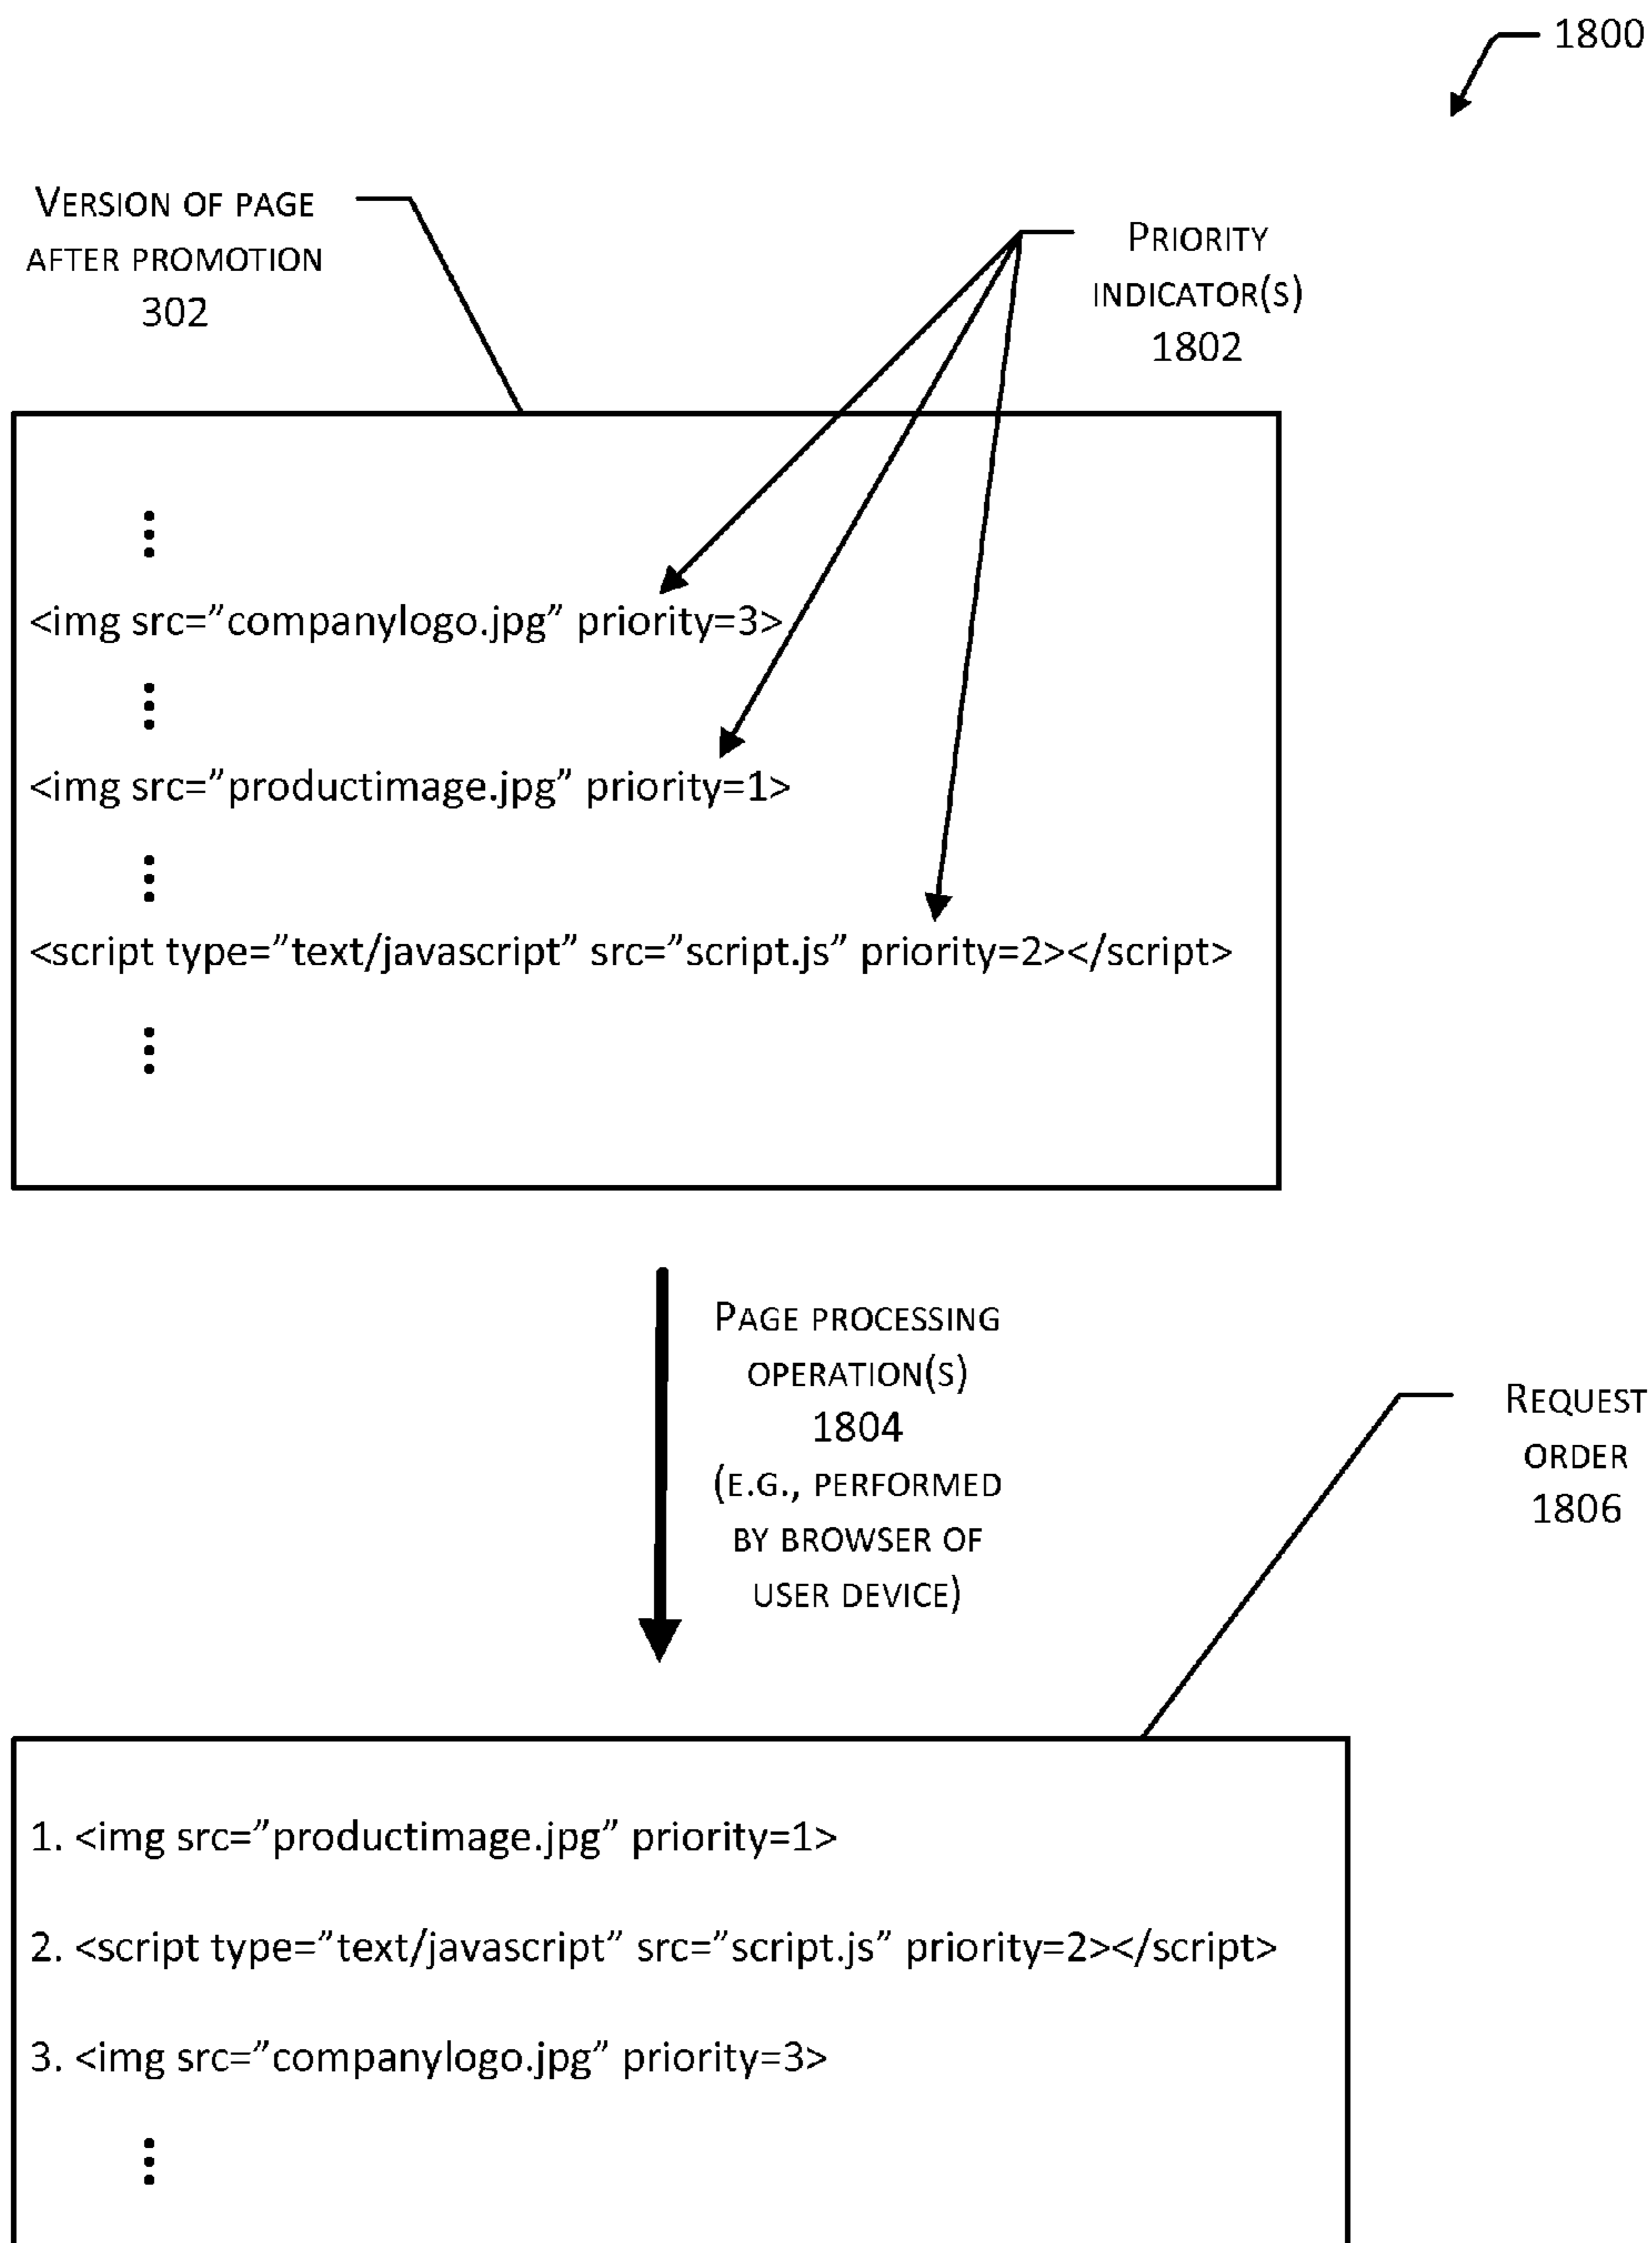 1800
VERSION OF PAGE
AFTER PROMOTION
302
PRIORITY
INDICATOR(S)
1802
<img src=”companylogo.jpg” priority=3>
<img src=”productimage.jpg” priority=1>
<script type=”text/javascript” src=”script.js” priority=2></script>
PAGE PROCESSING
OPERATION(S)
1804
(E.G., PERFORMED
BY BROWSER OF
USER DEVICE)
REQUEST
ORDER
1806
1. <img src=”productimage.jpg” priority=1>
2. <script type=”text/javascript” src=”script.js” priority=2></script>
3. <img src=”companylogo.jpg” priority=3>